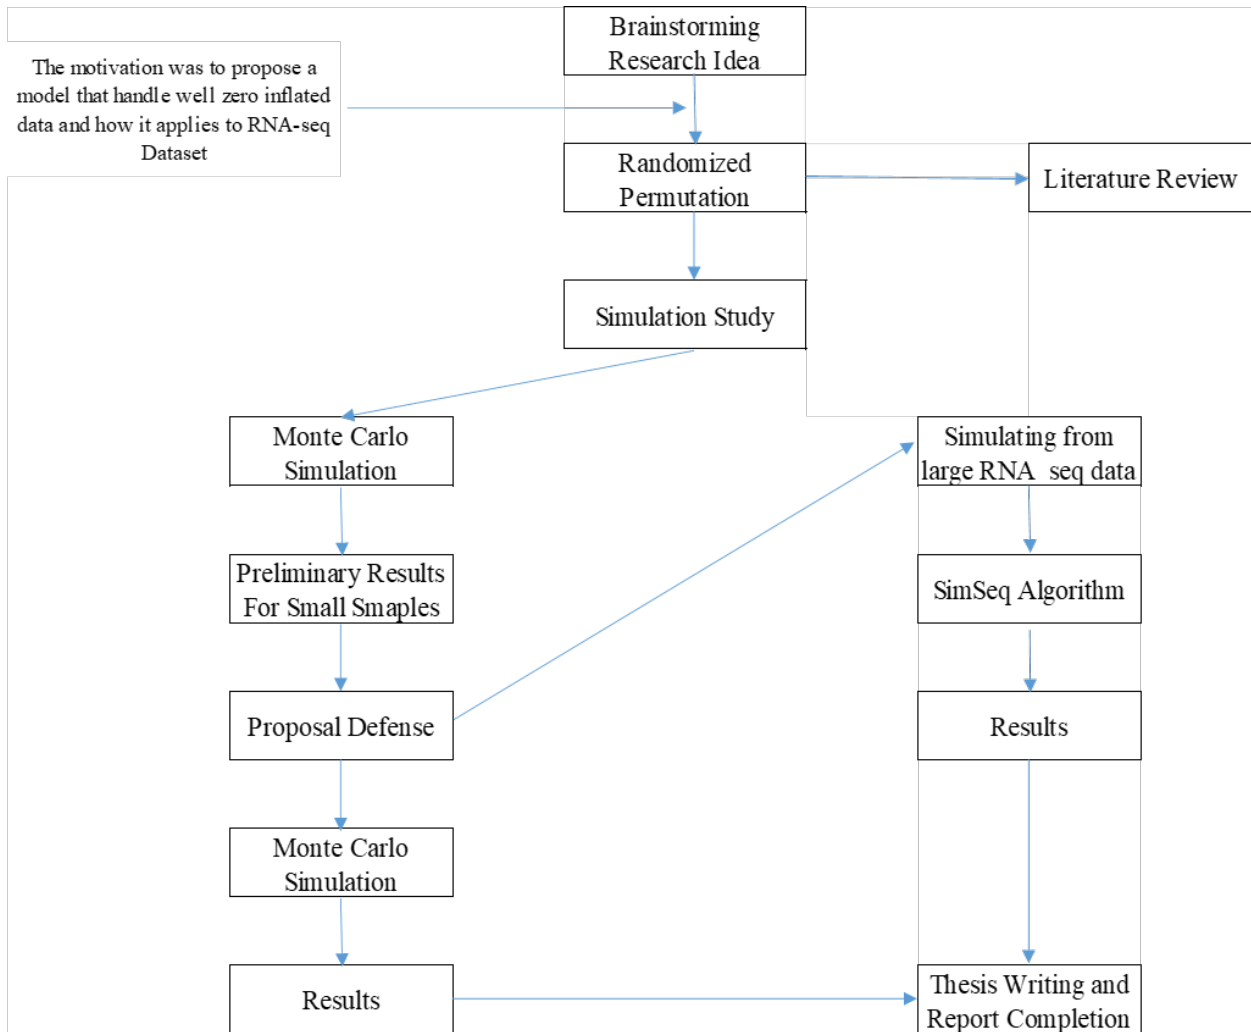 Brainstorming
Research Idea
The motivation was to propose a
model that handle well zero inflated
data and how it applies to RNA-seq
Dataset
Randomized
Permutation
Literature Review
Simulation Study
Monte Carlo
Simulation
Simulating from
large RNA_seq data
Preliminary Results
For Small Smaples
SimSeq Algorithm
Proposal Defense
Results
Monte Carlo
Simulation
Results
Thesis Writing and
Report Completion